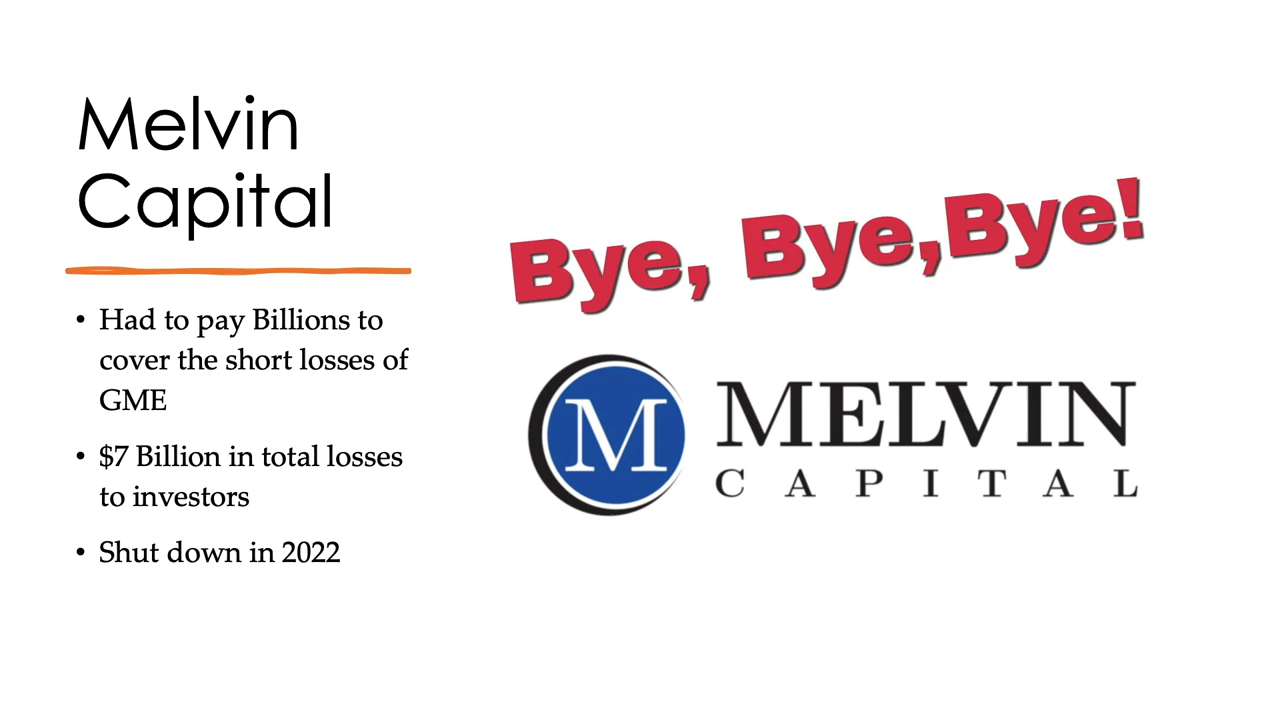 Melvin
Capital
• Had to pay Billions to
cover the short losses of
GME
• $7 Billion in total losses
to investors
• Shut down in 2022
Bye, Bye,Bye!
M MELVIN
CAPITAL